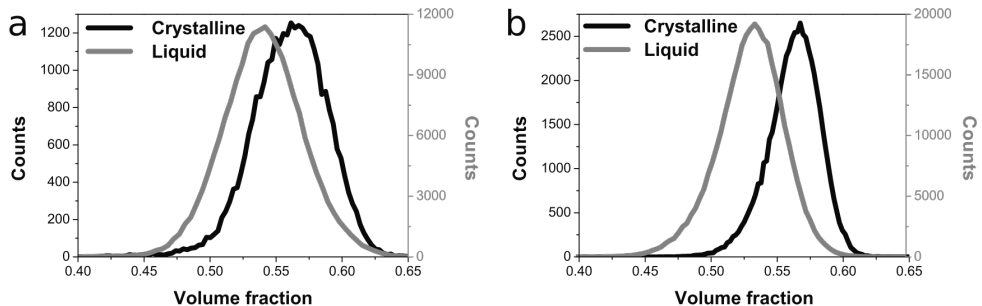 a
Crystalline
Liquid
Counts
1200
1000
800
600
400
200
0
12000
9000
6000
3000
0
Counts
0.40
0.45
0.50
0.55
0.60
0.65
Volume fraction
b
Crystalline
Liquid
Counts
2500
2000
1500
1000
500
0
20000
15000
10000
5000
0
Counts
0.40
0.45
0.50
0.55
0.60
0.65
Volume fraction